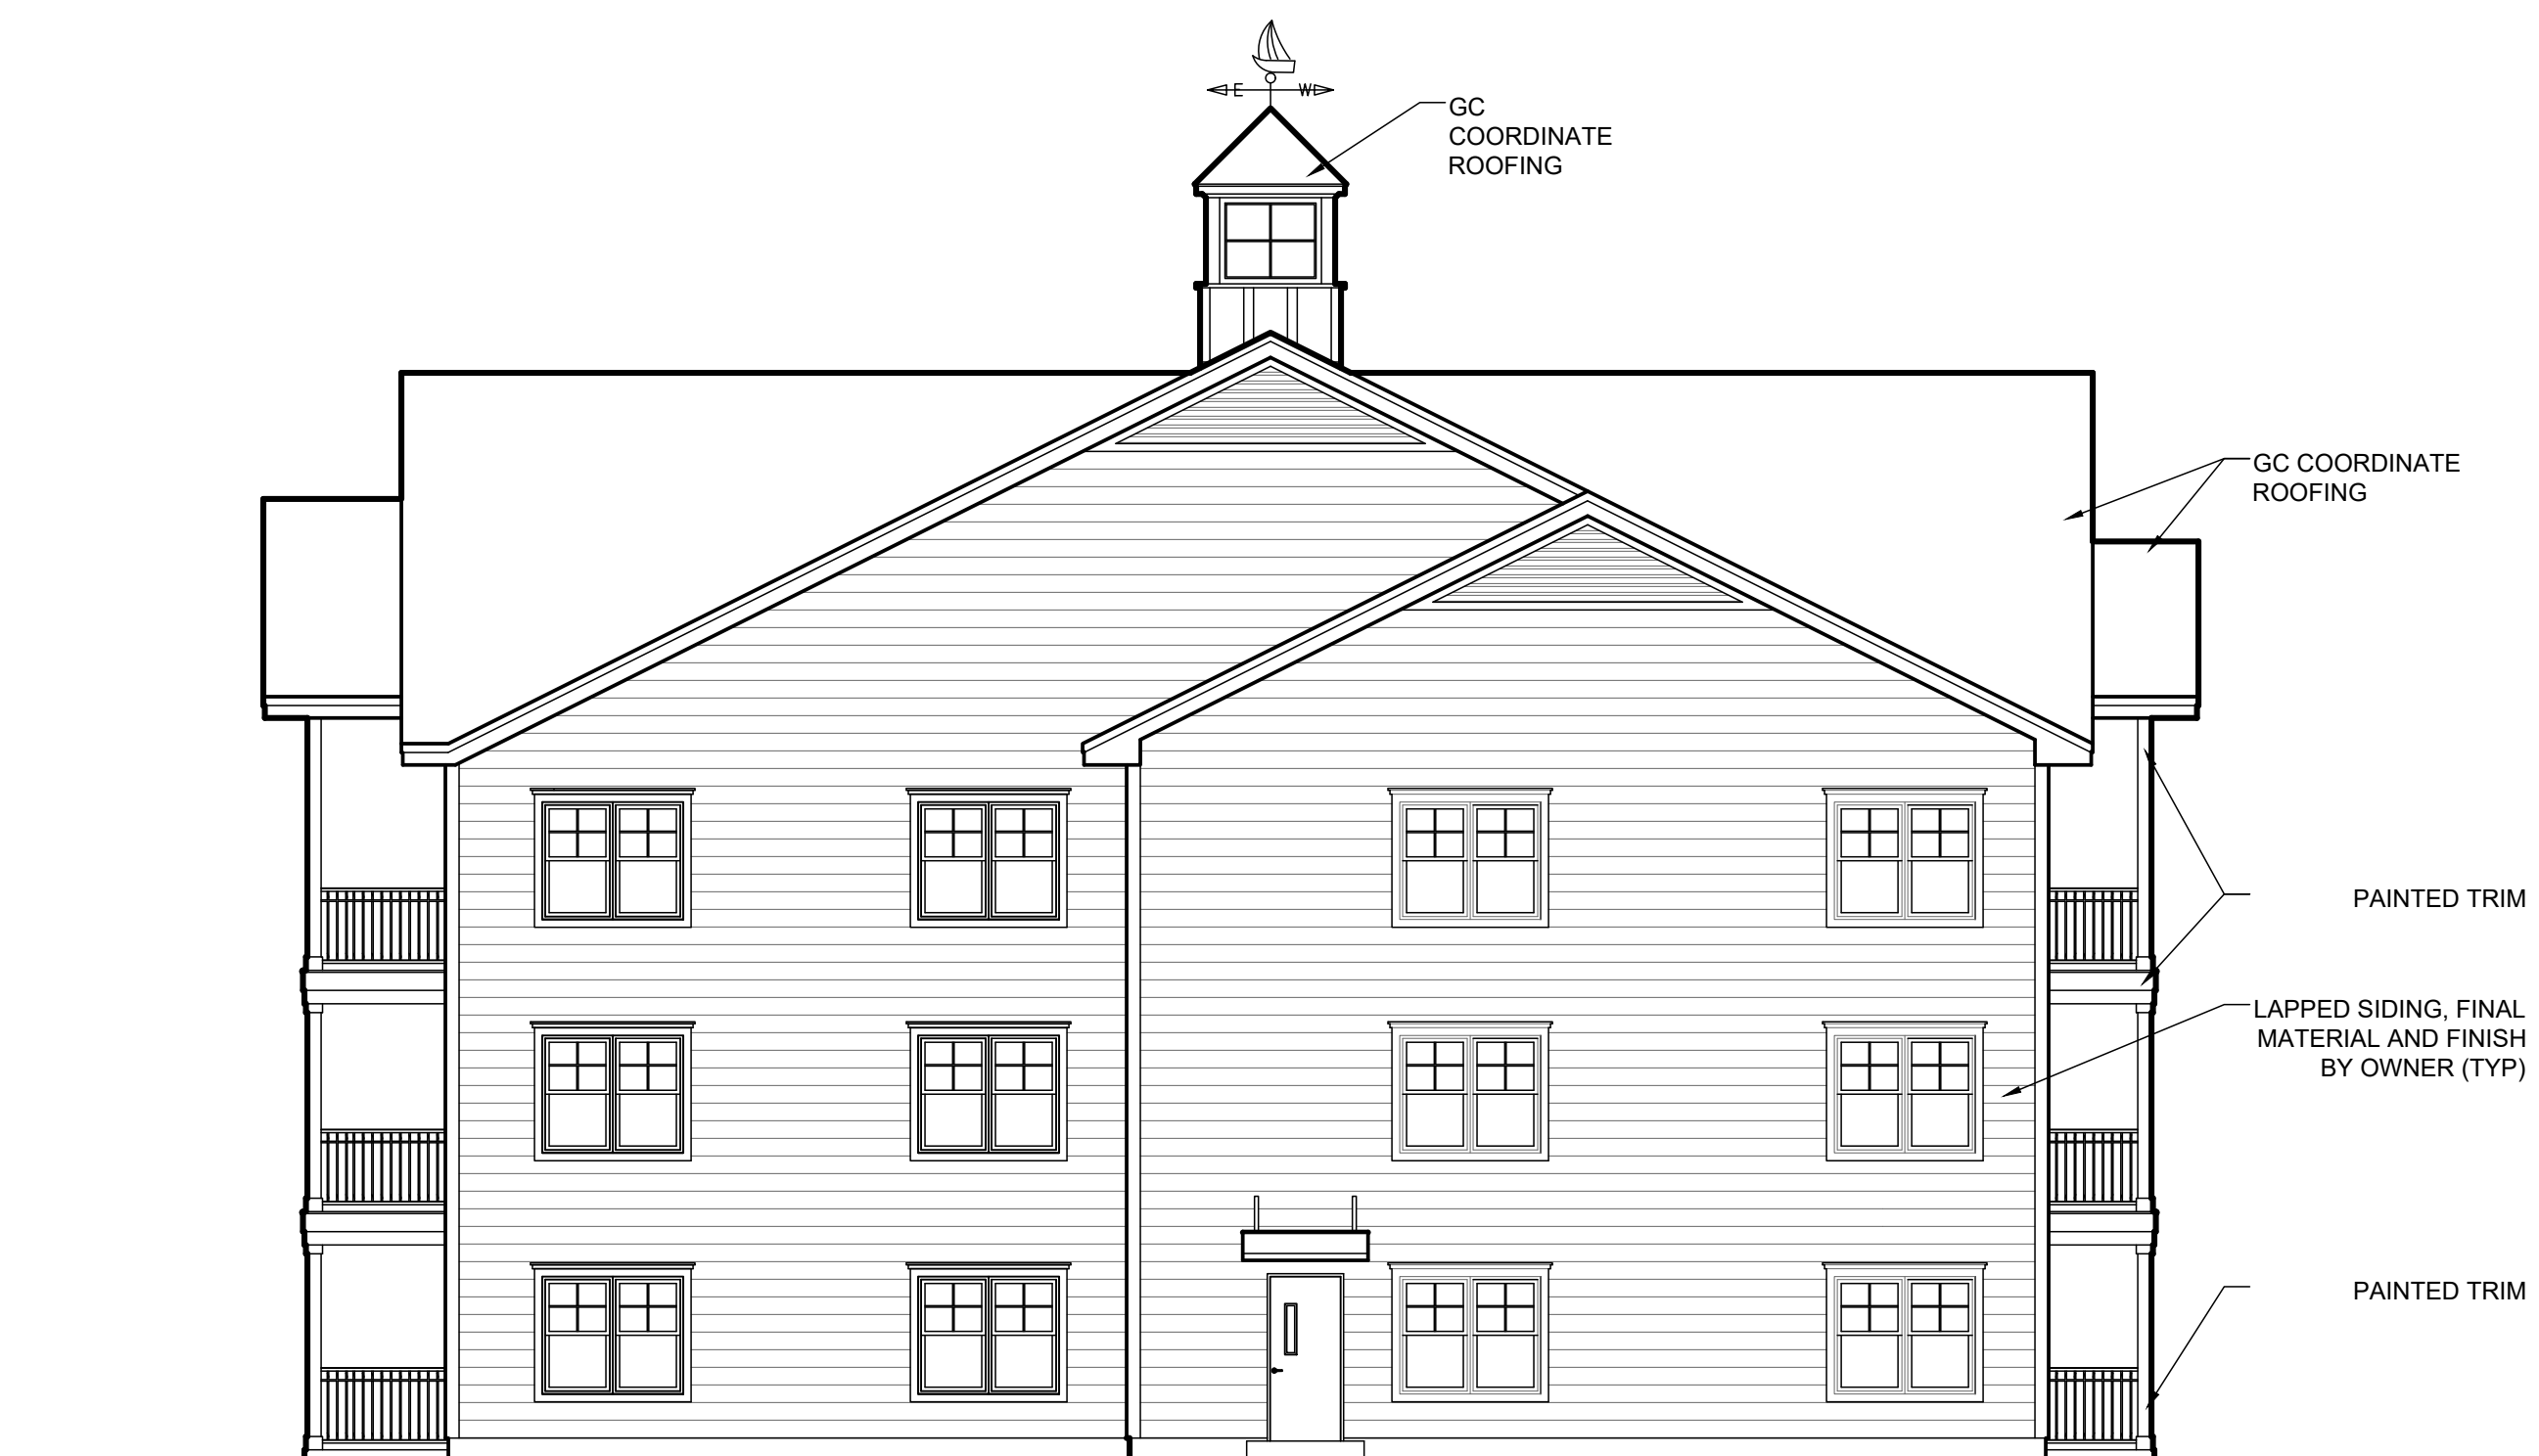 E W
GC
COORDINATE
ROOFING
GC COORDINATE
ROOFING
PAINTED TRIM
LAPPED SIDING, FINAL
MATERIAL AND FINISH
BY OWNER (TYP)
PAINTED TRIM